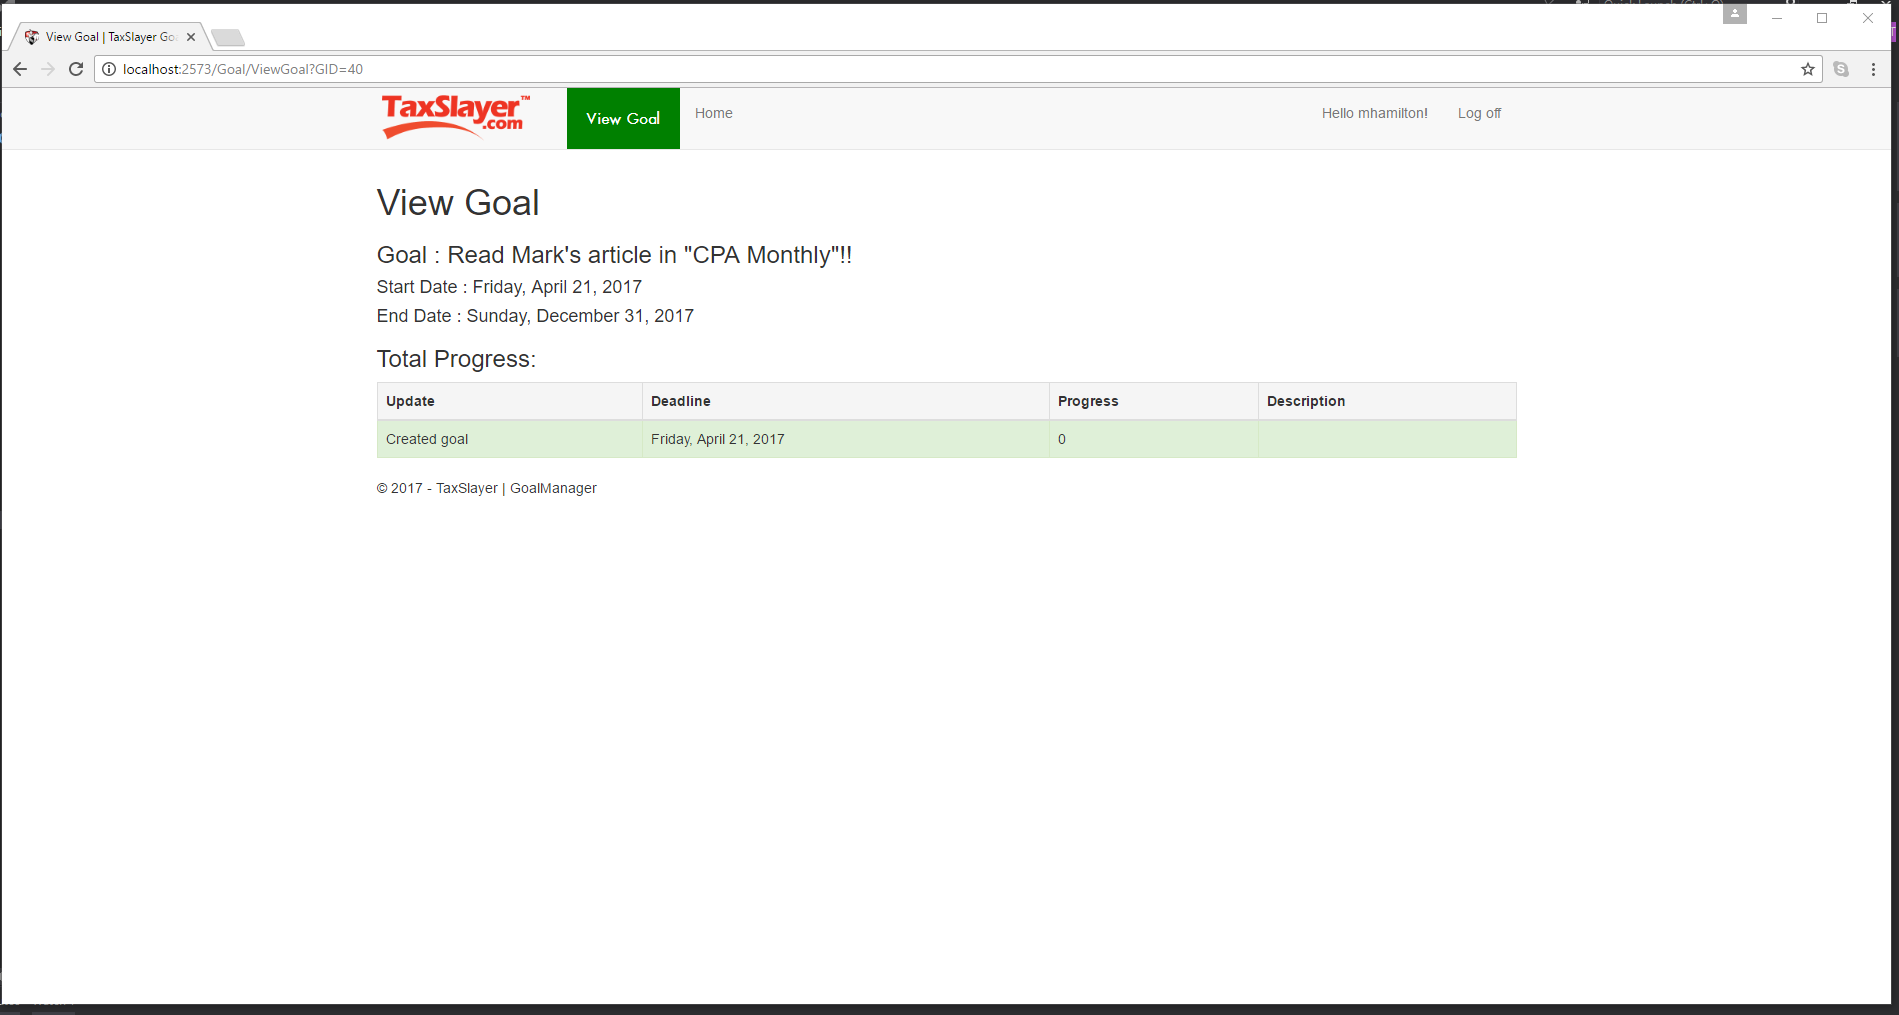 View Goal | TaxSlayer Go
localhost:2573/Goal/ViewGoal?GID=40
TaxSlayer™
.com
View Goal
Home
Hello mhamilton!
Log off
View Goal
Goal : Read Mark's article in "CPA Monthly"!!
Start Date : Friday, April 21, 2017
End Date : Sunday, December 31, 2017
Total Progress:
Update Deadline Progress Description
Created goal Friday, April 21, 2017 0
© 2017 - TaxSlayer | GoalManager